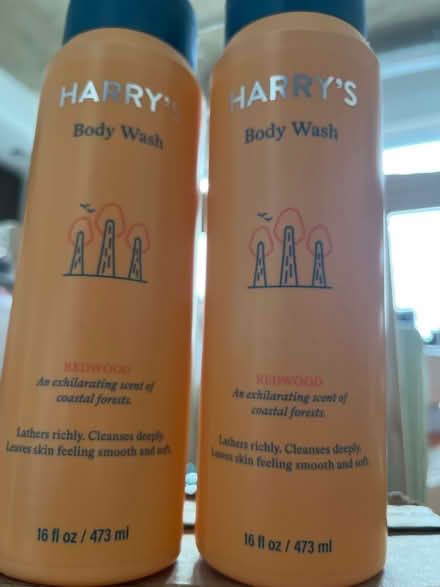 HARRY'S
Body Wash
REDWOOD
An exhilarating scent of
coastal forests.
Lathers richly. Cleanses deeply.
Leaves skin feeling smooth and soft.
16 fl oz / 473 ml
HARRY'S
Body Wash
REDWOOD
An exhilarating scent of
coastal forests.
Lathers richly. Cleanses deeply.
Leaves skin feeling smooth and soft.
16 fl oz / 473 ml